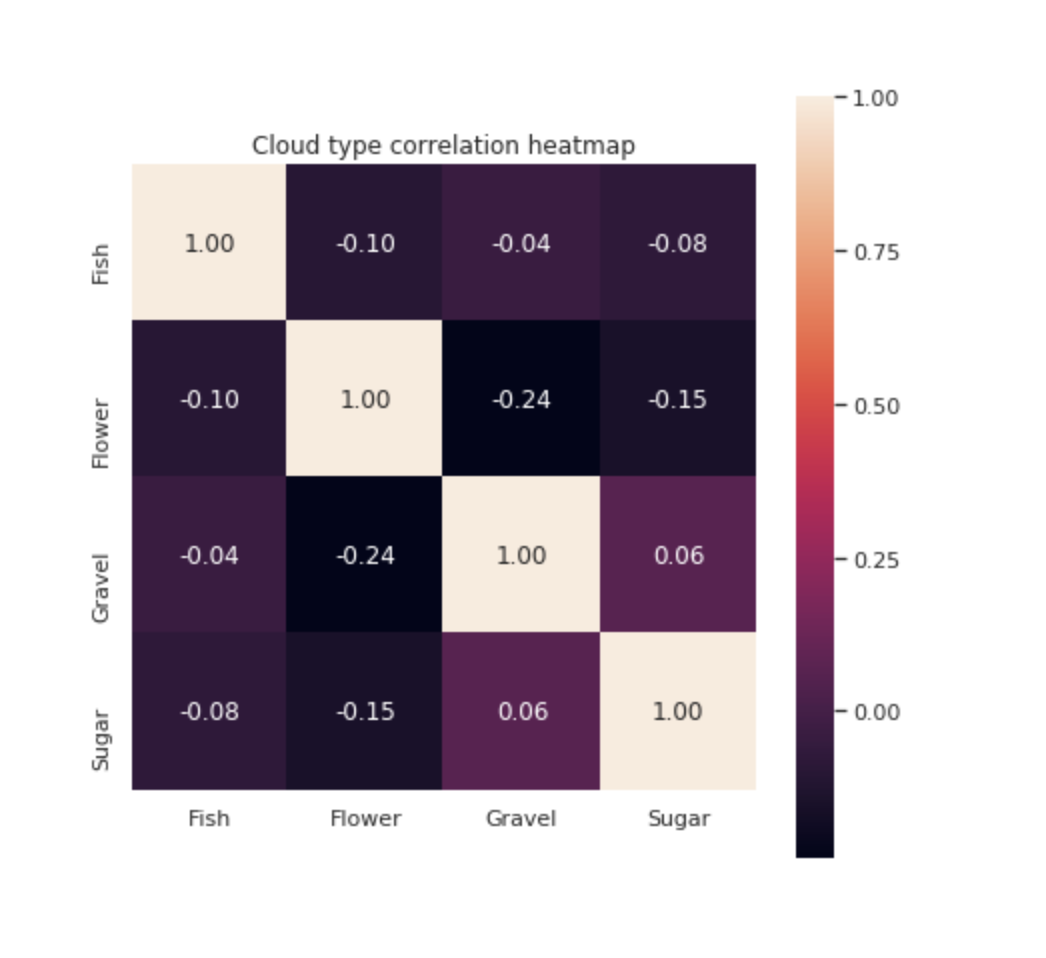 1.00
Cloud type correlation heatmap
Fish 1.00 -0.10 -0.04 -0.08
0.75
Flower -0.10 1.00 -0.24 -0.15
0.50
Gravel -0.04 -0.24 1.00 0.06
0.25
Sugar -0.08 -0.15 0.06 1.00
0.00
Fish Flower Gravel Sugar